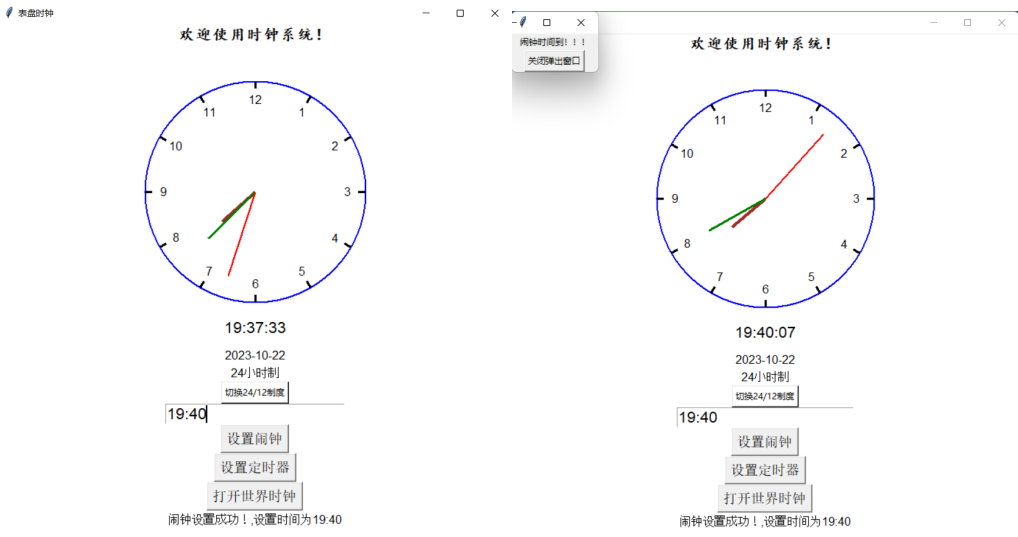 表盘时钟
欢迎使用时钟系统！
12
11
1
10
2
9
3
8
4
7
5
6
19:37:33
2023-10-22
24小时制
切换24/12制度
19:40
设置闹钟
设置定时器
打开世界时钟
闹钟设置成功！,设置时间为19:40
闹钟时间到！！！
关闭弹出窗口
欢迎使用时钟系统！
12
11
1
10
2
9
3
8
4
7
5
6
19:40:07
2023-10-22
24小时制
切换24/12制度
19:40
设置闹钟
设置定时器
打开世界时钟
闹钟设置成功！,设置时间为19:40